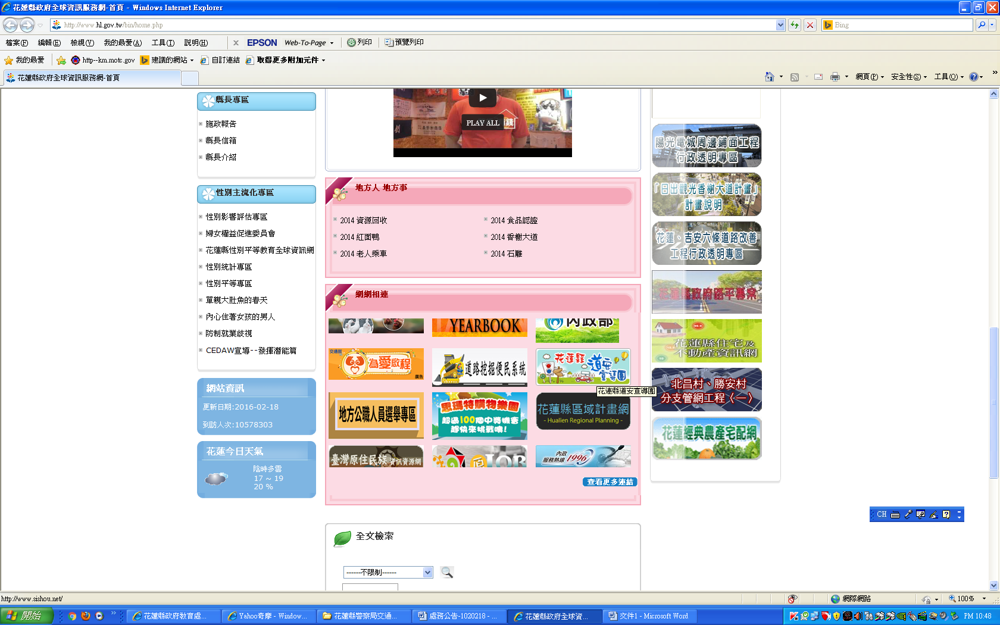 花蓮縣政府全球資訊服務網-首頁 - Windows Internet Explorer
http://www.hl.gov.tw/bin/home.php
Bing
檔案(F) 編輯(E) 檢視(V) 我的最愛(A) 工具(T) 說明(H)
x EPSON Web-To-Page 列印 預覽列印
我的最愛 http--km.motc.gov 建議的網站 自訂連結 取得更多附加元件
花蓮縣政府全球資訊服務網-首頁
網頁(P) 安全性(S) 工具(O)
縣長專區
施政報告
縣長信箱
縣長介紹
性別主流化專區
性別影響評估專區
婦女權益促進委員會
花蓮縣性別平等教育全球資訊網
性別統計專區
性別平等專區
單親大肚魚的春天
內心住著女孩的男人
防制就業歧視
CEDAW宣導--發揮潛能篇
網站資訊
更新日期:2016-02-18
到訪人次:10578303
花蓮今日天氣
陰時多雲
17 ~ 19
20 %
PLAY ALL
錢
地方人 地方事
2014 資源回收
2014 食品認證
2014 紅面鴨
2014 香榭大道
2014 老人乘車
2014 石雕
網網相連
YEARBOOK
內政部
交通部
為愛啟程
廣告
道路挖掘便民系統
花蓮縣
道安
宣導團
花蓮縣道安宣導團
地方公職人員選舉專區
思瑪特購物樂園
超過100個中獎機會
趕快來挑戰噢!
花蓮縣區域計畫網
- Hualien Regional Planning -
臺灣原住民族 資訊資源網
原JOB
內政
服務熱線 1996
查看更多連結
全文檢索
------不限制------
陽光電城周邊鋪面工程
行政透明專區
「日出觀光香榭大道計畫」
計畫說明
花蓮、吉安六條道路改善
工程行政透明專區
花蓮縣政府路平專案
花蓮縣住宅及
不動產資訊網
北昌村、勝安村
分支管網工程〈一〉
花蓮經典農產宅配網
CH
http://www.sishou.net/
網際網路
100%
開始
花蓮縣政府教育處...
Yahoo奇摩 - Window...
花蓮縣警察局交通...
處務公告-1020218 - ...
花蓮縣政府全球資...
文件1 - Microsoft Word
PM 10:48